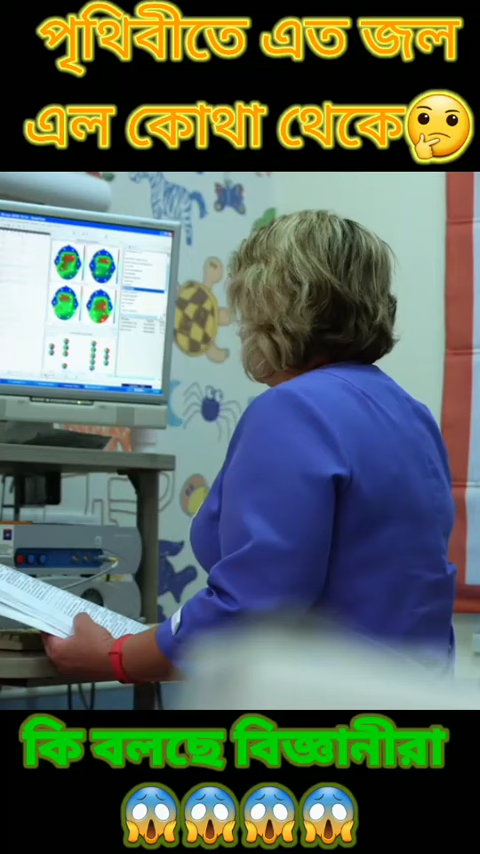 পৃথিবীতে এত জল
এল কোথা থেকে🤔
কি বলছে বিজ্ঞানীরা
😱😱😱😱